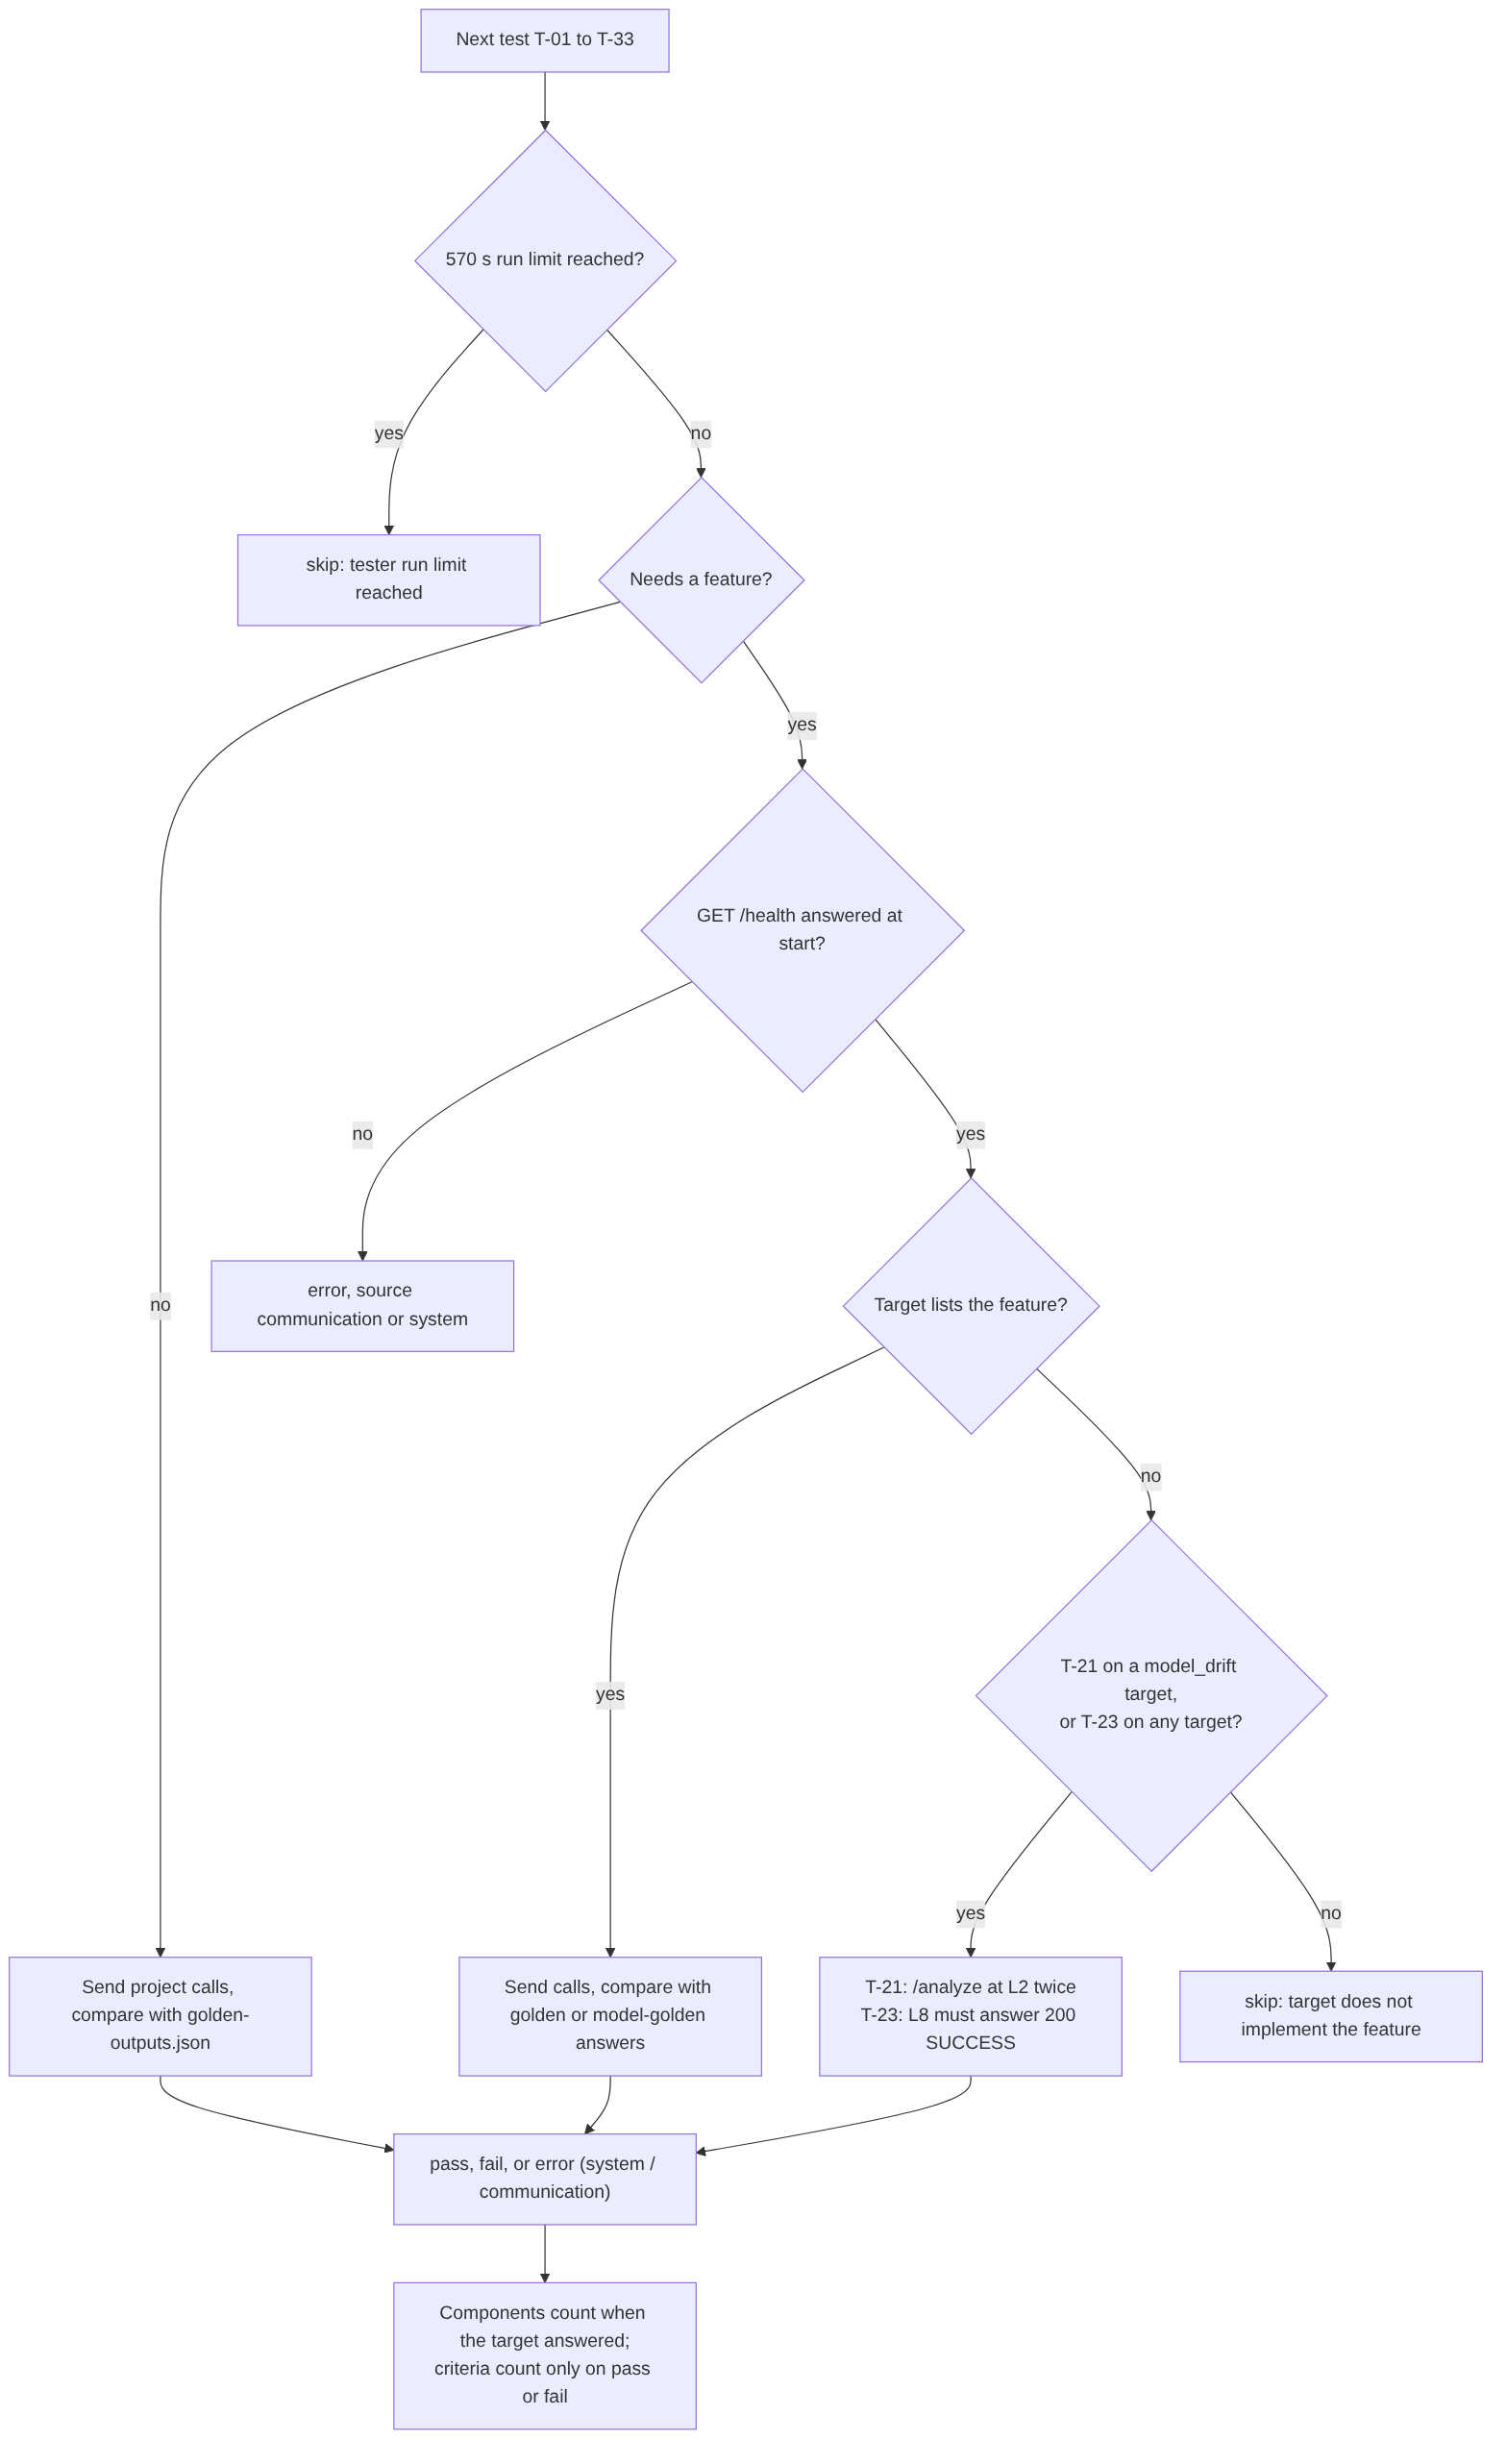 Next test T-01 to T-33
570 s run limit reached?
yes
no
skip: tester run limit
reached
Needs a feature?
yes
GET /health answered at
start?
no
yes
error, source
communication or system
no
Target lists the feature?
no
yes
T-21 on a model_drift
target,
or T-23 on any target?
yes
no
Send project calls,
compare with golden-
outputs.json
Send calls, compare with
golden or model-golden
answers
T-21: /analyze at L2 twice
T-23: L8 must answer 200
SUCCESS
skip: target does not
implement the feature
pass, fail, or error (system /
communication)
Components count when
the target answered;
criteria count only on pass
or fail